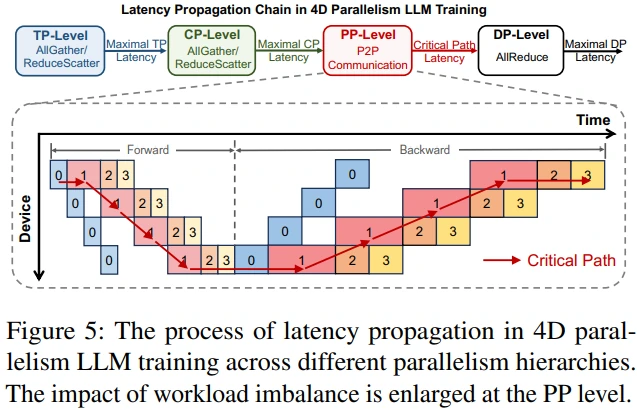 Latency Propagation Chain in 4D Parallelism LLM Training
TP-Level
AllGather/
ReduceScatter
Maximal TP
Latency
CP-Level
AllGather/
ReduceScatter
Maximal CP
Latency
PP-Level
P2P
Communication
Critical Path
Latency
DP-Level
AllReduce
Maximal DP
Latency
Time
Forward
Backward
Device
0 1 2 3 0 1 2 3
0 1 2 3 0 1 2 3
0 1 2 3 0 1 2 3
0 1 2 3 0 1 2 3
Critical Path
Figure 5: The process of latency propagation in 4D paral-
lelism LLM training across different parallelism hierarchies.
The impact of workload imbalance is enlarged at the PP level.